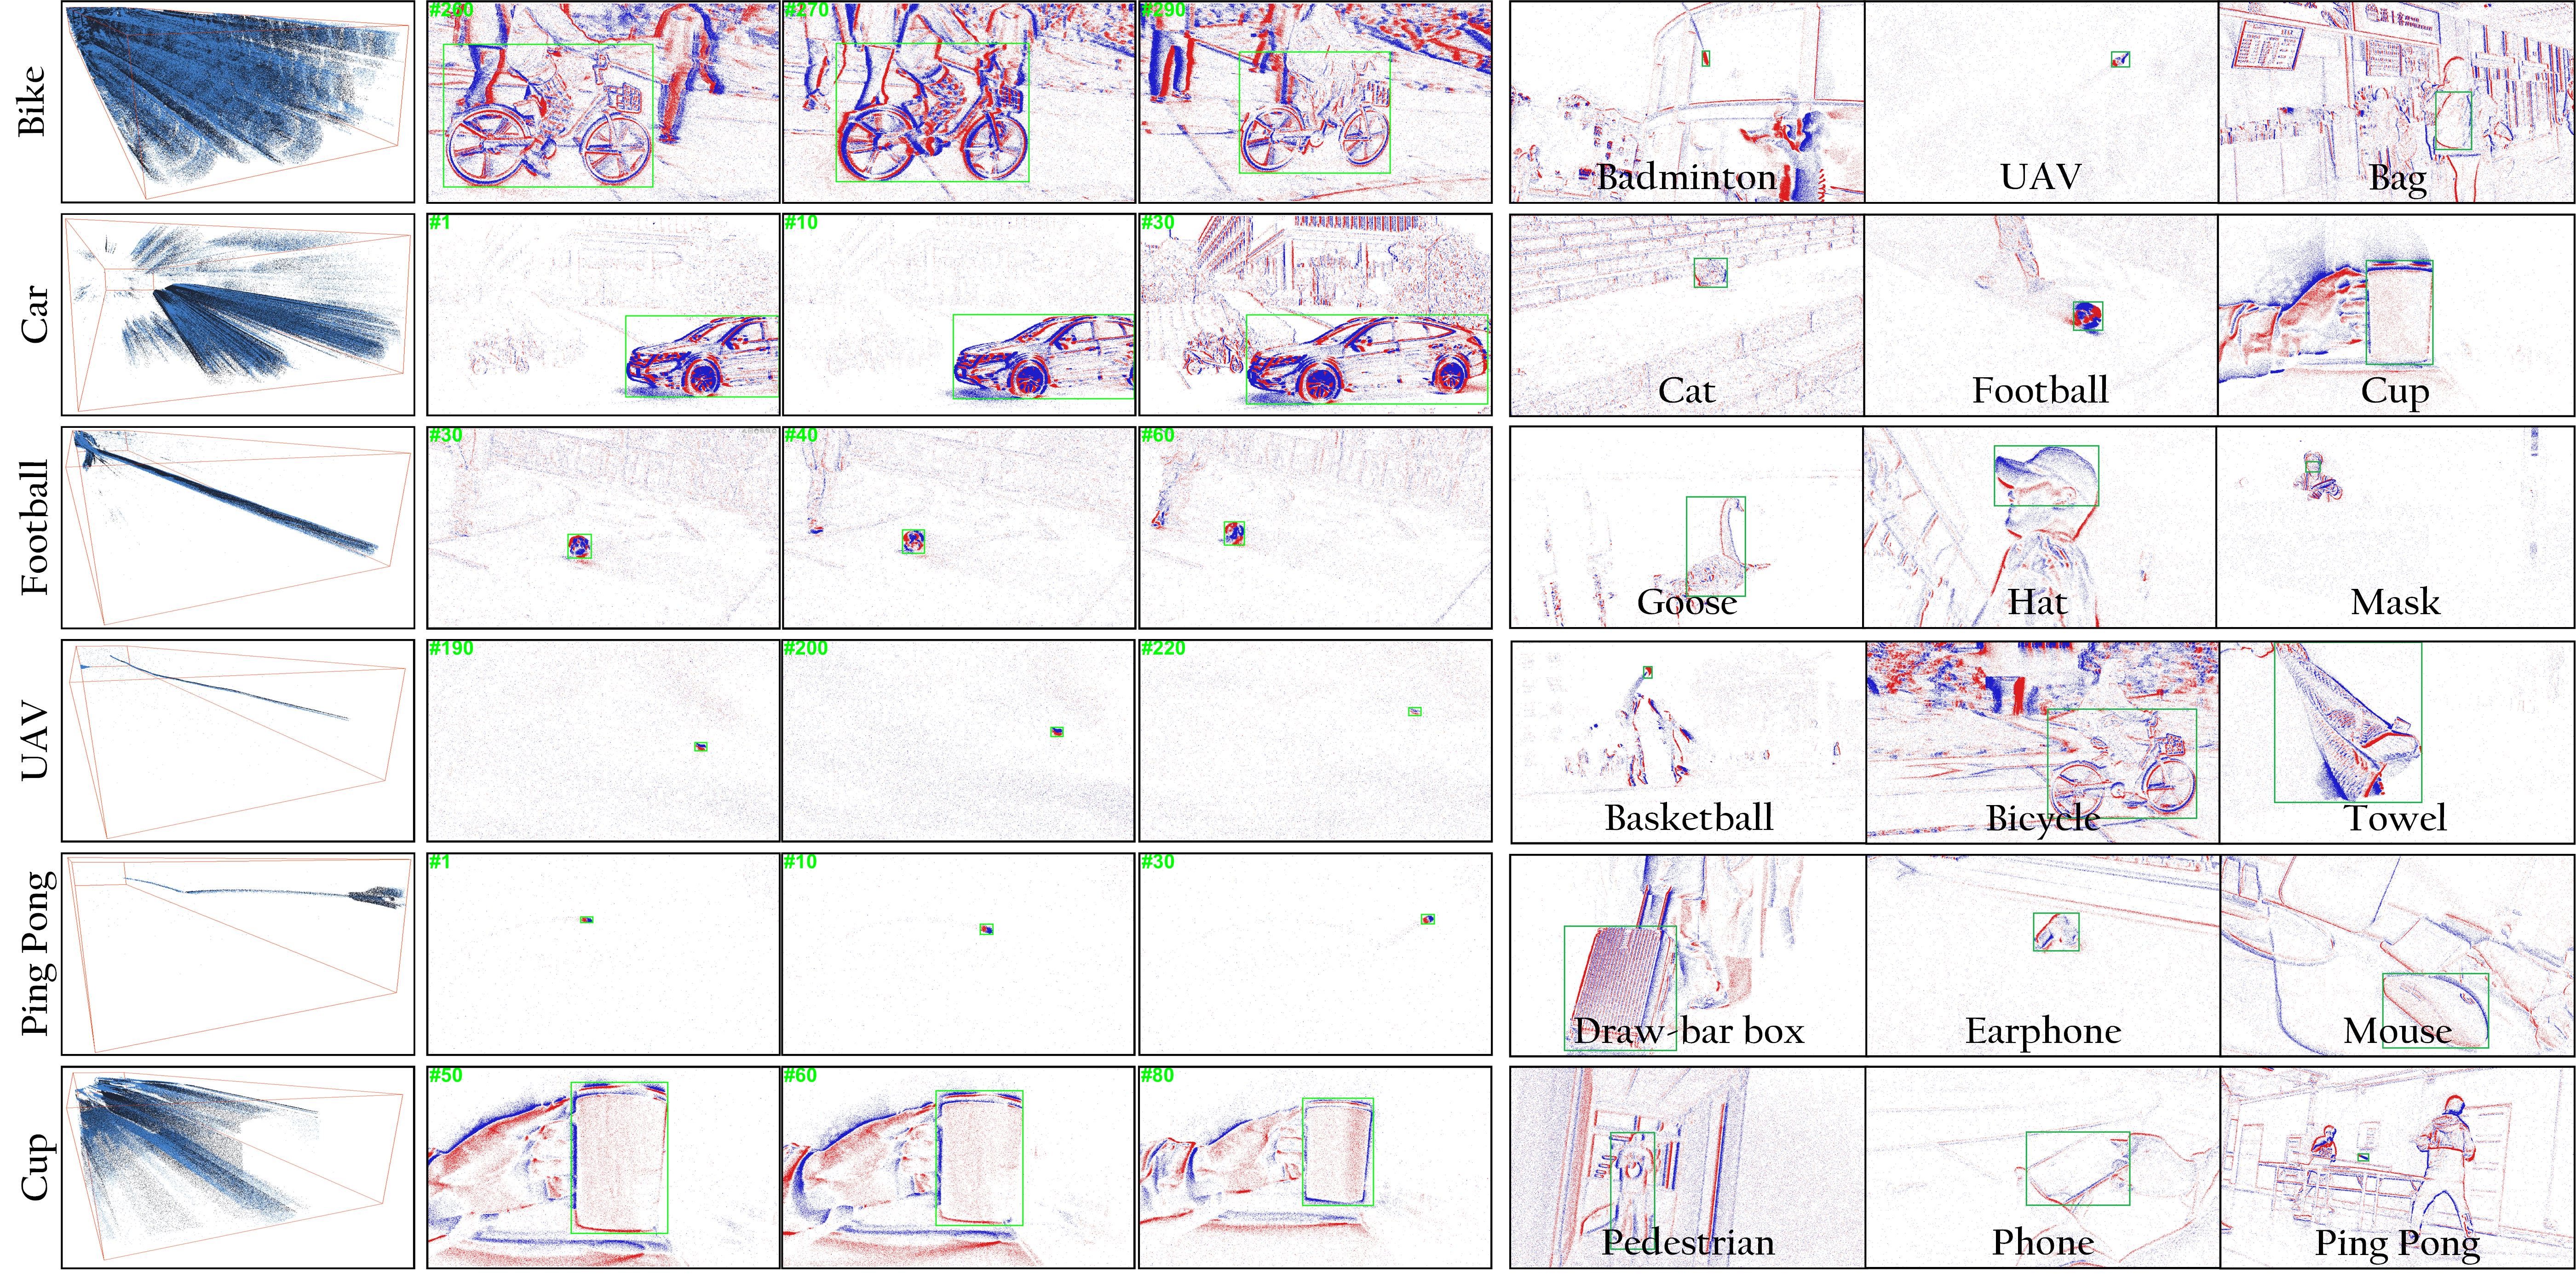 Bike
#260
#270
#290
Badminton
UAV
Bag
Car
#1
#10
#30
Cat
Football
Cup
Football
#30
#40
#60
Goose
Hat
Mask
UAV
#190
#200
#220
Basketball
Bicycle
Towel
Ping Pong
#1
#10
#30
Draw-bar box
Earphone
Mouse
Cup
#50
#60
#80
Pedestrian
Phone
Ping Pong